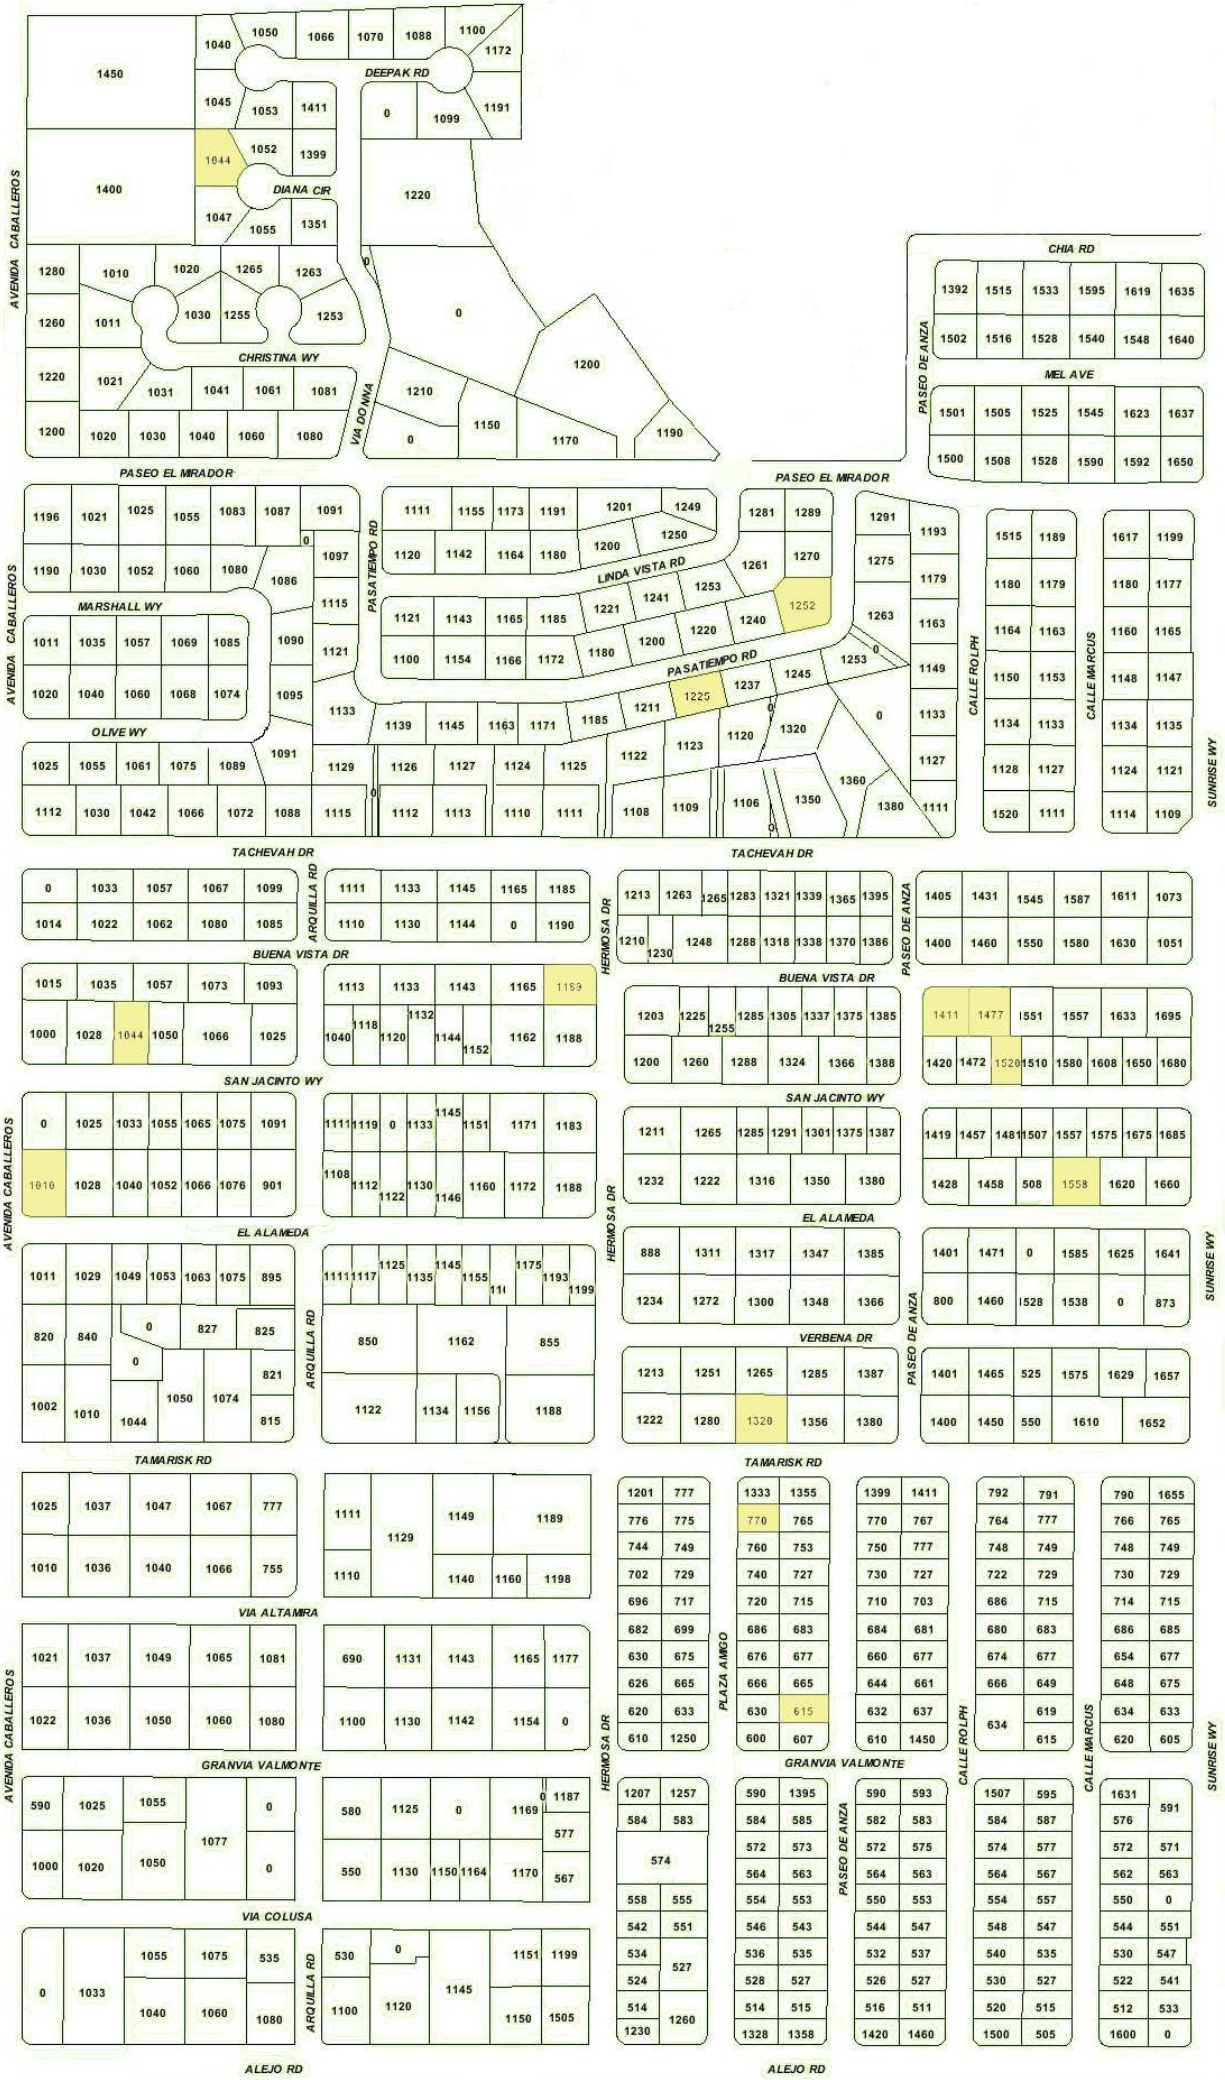 1450
1040 1050 1066 1070 1088 1100 1172
DEEPAK RD
1045 1053 1411 0 1099 1191
1400
1044 1052 1399
DIANA CIR
1047 1055 1351 1220
AVENIDA CABALLEROS
1280 1010 1020 1265 1263 0
1260 1011 1030 1255 1253 0
CHRISTINA WY
1220 1021 1031 1041 1061 1081
1200 1020 1030 1040 1060 1080
VIA DONNA
1210 0 1150 1170 1200 1190
CHIA RD
1392 1515 1533 1595 1619 1635
1502 1516 1528 1540 1548 1640
PASEO DE ANZA
MEL AVE
1501 1505 1525 1545 1623 1637
1500 1508 1528 1590 1592 1650
PASEO EL MIRADOR
PASEO EL MIRADOR
1196 1021 1025 1055 1083 1087 1091
0
1190 1030 1052 1060 1080 1086 1097
AVENIDA CABALLEROS
MARSHALL WY
1115
1011 1035 1057 1069 1085 1090 1121
1020 1040 1060 1068 1074 1095 1133
OLIVE WY
1025 1055 1061 1075 1089 1091 1129
1112 1030 1042 1066 1072 1088 1115 0
PASATIEMPO RD
1111 1155 1173 1191 1201 1249
1120 1142 1164 1180 1200 1250
LINDA VISTA RD
1121 1143 1165 1185 1221 1241 1253
1100 1154 1166 1172 1180 1200 1220 1240 1252
1281 1289
1261 1270
PASATIEMPO RD
1139 1145 1163 1171 1185 1211 1225 1237 1245 1253
1126 1127 1124 1125 1122 1123 1120 0 1320
1112 1113 1110 1111 1108 1109 1106 0 1350 1360 1380
1291 1193
1275 1179
1263 1163
0 1149
0 1133
1127
1111
CALLE ROLPH
1515 1189
1180 1179
1164 1163
1150 1153
1134 1133
1128 1127
1520 1111
CALLE MARCUS
1617 1199
1180 1177
1160 1165
1148 1147
1134 1135
1124 1121
1114 1109
SUNRISE WY
TACHEVAH DR
TACHEVAH DR
0 1033 1057 1067 1099
1014 1022 1062 1080 1085
ARQUILLA RD
1111 1133 1145 1165 1185
1110 1130 1144 0 1190
HERMOSA DR
1213 1263 1265 1283 1321 1339 1365 1395
1210 1230 1248 1288 1318 1338 1370 1386
PASEO DE ANZA
1405 1431 1545 1587 1611 1073
1400 1460 1550 1580 1630 1051
BUENA VISTA DR
BUENA VISTA DR
1015 1035 1057 1073 1093
1000 1028 1044 1050 1066 1025
1113 1133 1143 1165 1189
1040 1118 1120 1132 1144 1152 1162 1188
1203 1225 1255 1285 1305 1337 1375 1385
1200 1260 1288 1324 1366 1388
1411 1477 1551 1557 1633 1695
1420 1472 1520 1510 1580 1608 1650 1680
SAN JACINTO WY
SAN JACINTO WY
AVENIDA CABALLEROS
0 1025 1033 1055 1065 1075 1091
1010 1028 1040 1052 1066 1076 901
1111 1119 0 1133 1145 1151 1171 1183
1108 1112 1122 1130 1146 1160 1172 1188
HERMOSA DR
1211 1265 1285 1291 1301 1375 1387
1232 1222 1316 1350 1380
1419 1457 1481 1507 1557 1575 1675 1685
1428 1458 508 1558 1620 1660
EL ALAMEDA
EL ALAMEDA
1011 1029 1049 1053 1063 1075 895
820 840 0 827 825
0 821
1002 1010 1044 1050 1074 815
ARQUILLA RD
1111 1117 1125 1135 1145 1155 1175 1193 1199
850 1162 855
1122 1134 1156 1188
888 1311 1317 1347 1385
1234 1272 1300 1348 1366
PASEO DE ANZA
1401 1471 0 1585 1625 1641
800 1460 1528 1538 0 873
SUNRISE WY
VERBENA DR
1213 1251 1265 1285 1387
1222 1280 1320 1356 1380
1401 1465 525 1575 1629 1657
1400 1450 550 1610 1652
TAMARISK RD
TAMARISK RD
1025 1037 1047 1067 777
1010 1036 1040 1066 755
1111 1129 1149 1189
1110 1140 1160 1198
VIA ALTAMIRA
AVENIDA CABALLEROS
1021 1037 1049 1065 1081
1022 1036 1050 1060 1080
690 1131 1143 1165 1177
1100 1130 1142 1154 0
HERMOSA DR
1201 777
776 775
744 749
702 729
696 717
682 699
630 675
626 665
620 633
610 1250
PLAZA AMIGO
1333 1355
770 765
760 753
740 727
720 715
686 683
676 677
666 665
630 615
600 607
1399 1411
770 767
750 777
730 727
710 703
684 681
660 677
644 661
632 637
610 1450
CALLE ROLPH
792 791
764 777
748 749
722 729
686 715
680 683
674 677
666 649
634 619
615
CALLE MARCUS
790 1655
766 765
748 749
730 729
714 715
686 685
654 677
648 675
634 633
620 605
SUNRISE WY
GRANVIA VALMONTE
GRANVIA VALMONTE
590 1025 1055 1077 0
1000 1020 1050 0
580 1125 0 1169 0 1187
577
550 1130 1150 1164 1170 567
VIA COLUSA
0 1033 1055 1075 535
1040 1060 1080
ARQUILLA RD
530 0 1145 1151 1199
1100 1120 1150 1505
1207 1257
584 583
574
558 555
542 551
534 527
524
514 1260
1230
590 1395
584 585
572 573
564 563
554 553
546 543
536 535
528 527
514 515
1328 1358
PASEO DE ANZA
590 593
582 583
572 575
564 563
550 553
544 547
532 537
526 527
516 511
1420 1460
1507 595
584 587
574 577
564 567
554 557
548 547
540 535
530 527
520 515
1500 505
1631 591
576
572 571
562 563
550 0
544 551
530 547
522 541
512 533
1600 0
ALEJO RD
ALEJO RD